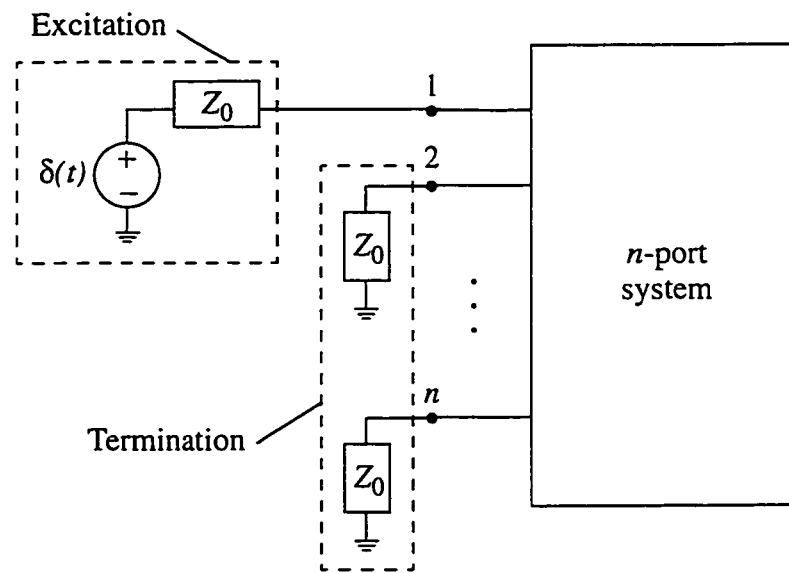 Excitation
Z₀
1
δ(t)
+
−
2
Z₀
n-port
system
n
Termination
Z₀